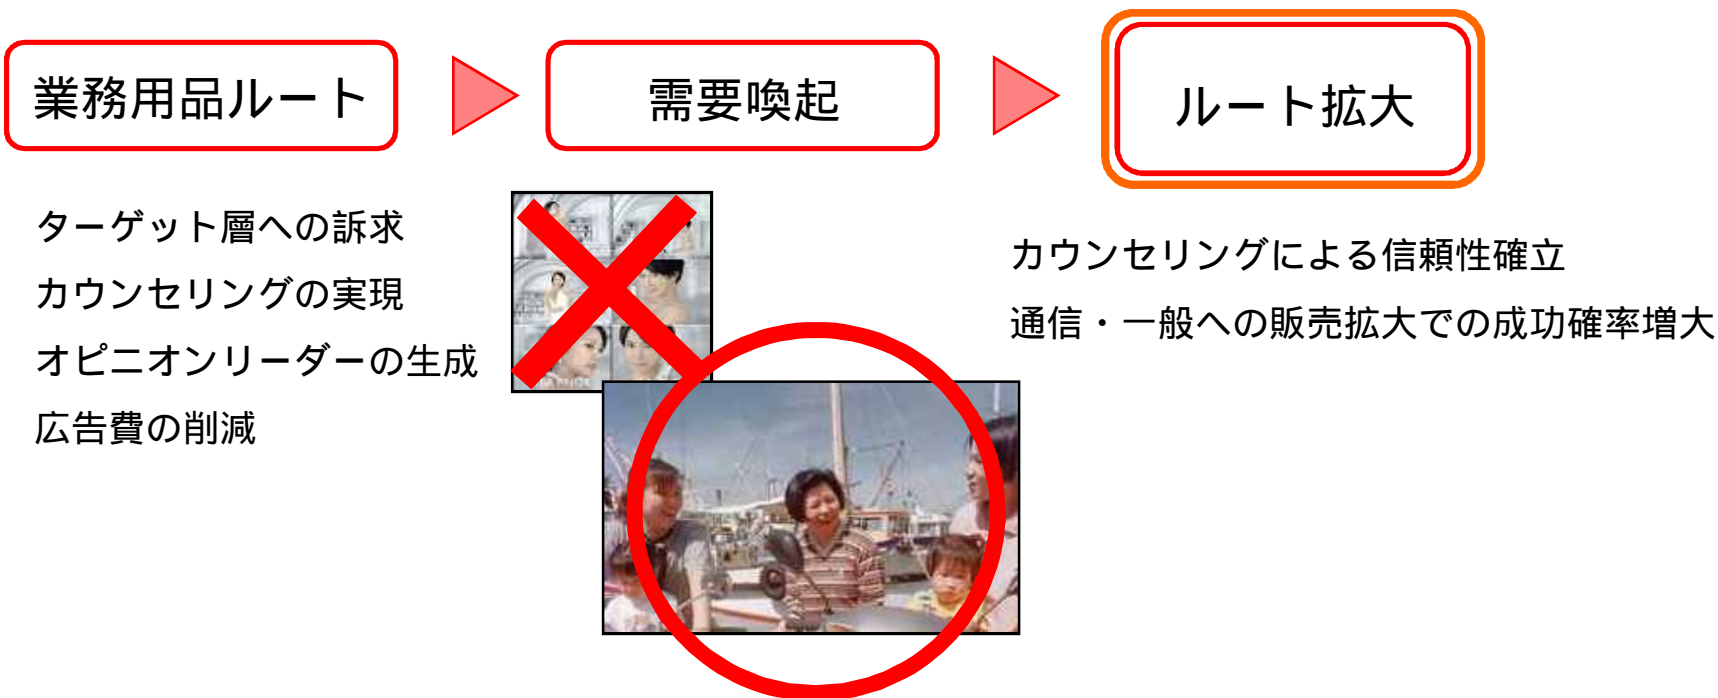 業務用品ルート
需要喚起
ルート拡大
ターゲット層への訴求
カウンセリングの実現
オピニオンリーダーの生成
広告費の削減
カウンセリングによる信頼性確立
通信・一般への販売拡大での成功確率増大